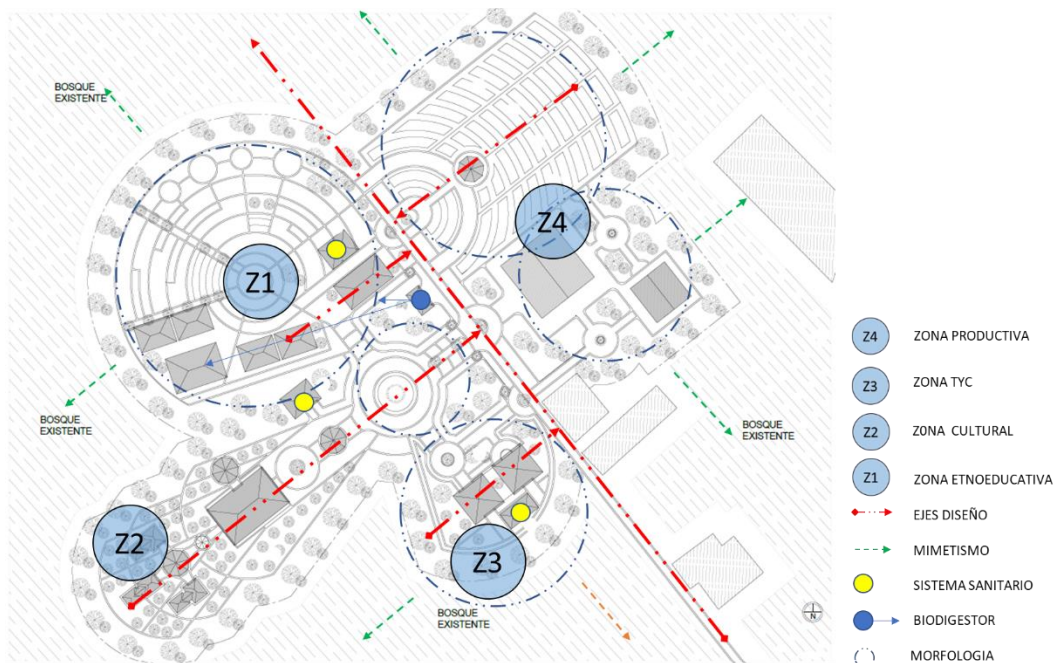 BOSQUE
EXISTENTE
Z4
Z1
BOSQUE
EXISTENTE
BOSQUE
EXISTENTE
Z2
Z3
BOSQUE
EXISTENTE
N
Z4 ZONA PRODUCTIVA
Z3 ZONA TYC
Z2 ZONA CULTURAL
Z1 ZONA ETNOEDUCATIVA
EJES DISEÑO
MIMETISMO
SISTEMA SANITARIO
BIODIGESTOR
MORFOLOGIA